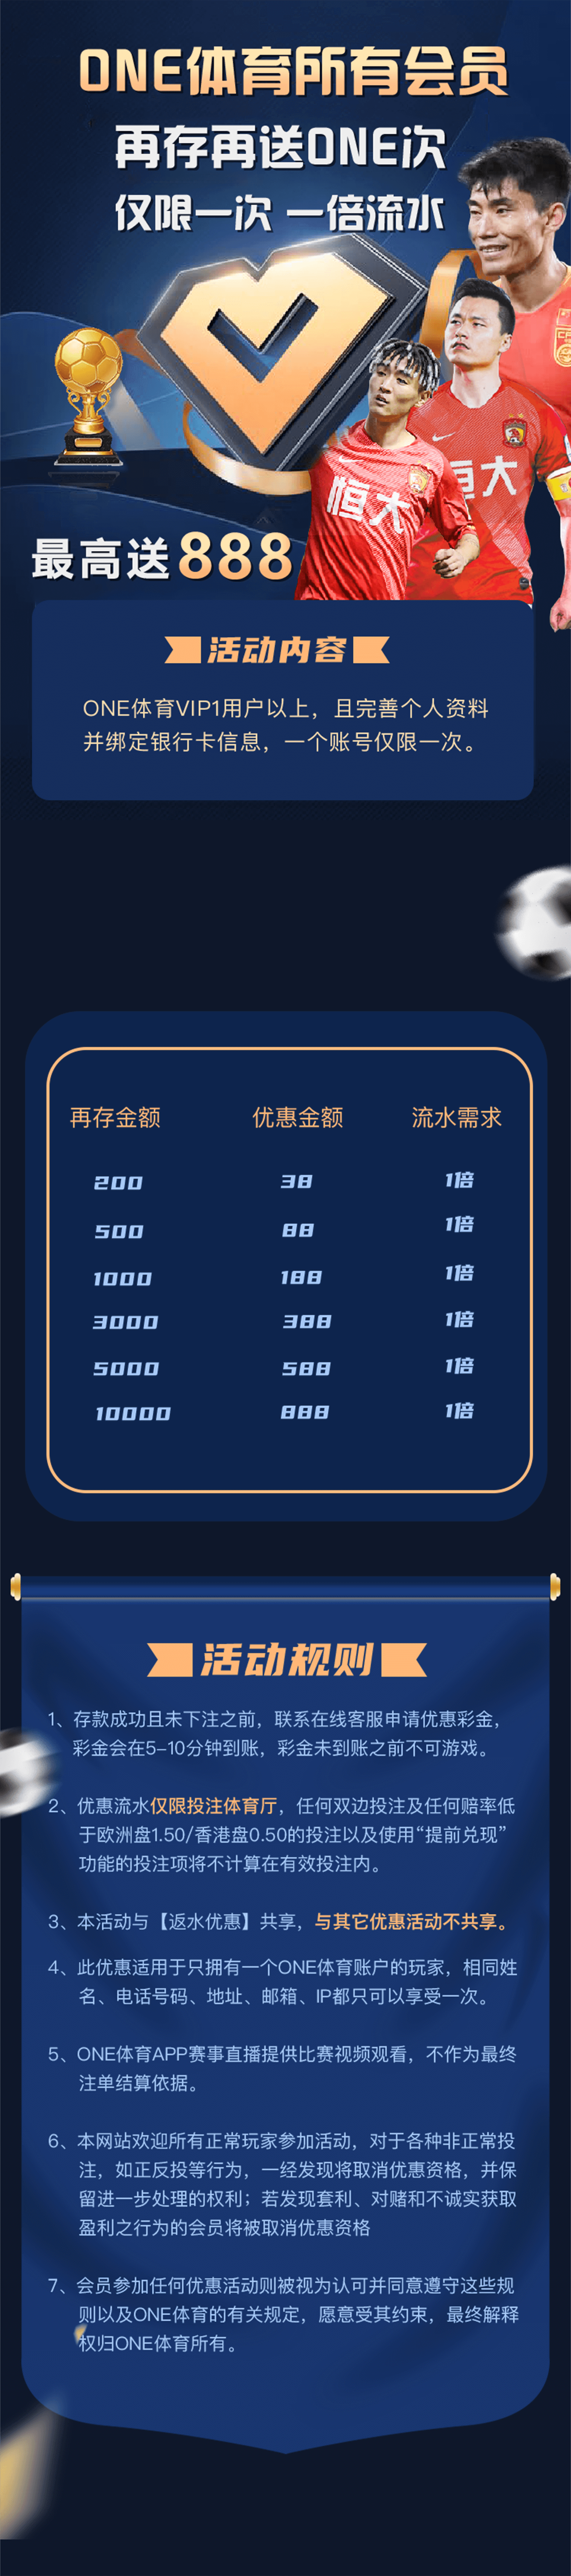 ONE体育所有会员
再存再送ONE次
仅限一次 一倍流水
恒大
恒大
最高送888
活动内容
ONE体育VIP1用户以上，且完善个人资料
并绑定银行卡信息，一个账号仅限一次。
再存金额 优惠金额 流水需求
200 38 1倍
500 88 1倍
1000 188 1倍
3000 388 1倍
5000 588 1倍
10000 888 1倍
活动规则
1、存款成功且未下注之前，联系在线客服申请优惠彩金，
彩金会在5-10分钟到账，彩金未到账之前不可游戏。
2、优惠流水仅限投注体育厅，任何双边投注及任何赔率低
于欧洲盘1.50/香港盘0.50的投注以及使用“提前兑现”
功能的投注项将不计算在有效投注内。
3、本活动与【返水优惠】共享，与其它优惠活动不共享。
4、此优惠适用于只拥有一个ONE体育账户的玩家，相同姓
名、电话号码、地址、邮箱、IP都只可以享受一次。
5、ONE体育APP赛事直播提供比赛视频观看，不作为最终
注单结算依据。
6、本网站欢迎所有正常玩家参加活动，对于各种非正常投
注，如正反投等行为，一经发现将取消优惠资格，并保
留进一步处理的权利；若发现套利、对赌和不诚实获取
盈利之行为的会员将被取消优惠资格
7、会员参加任何优惠活动则被视为认可并同意遵守这些规
则以及ONE体育的有关规定，愿意受其约束，最终解释
权归ONE体育所有。